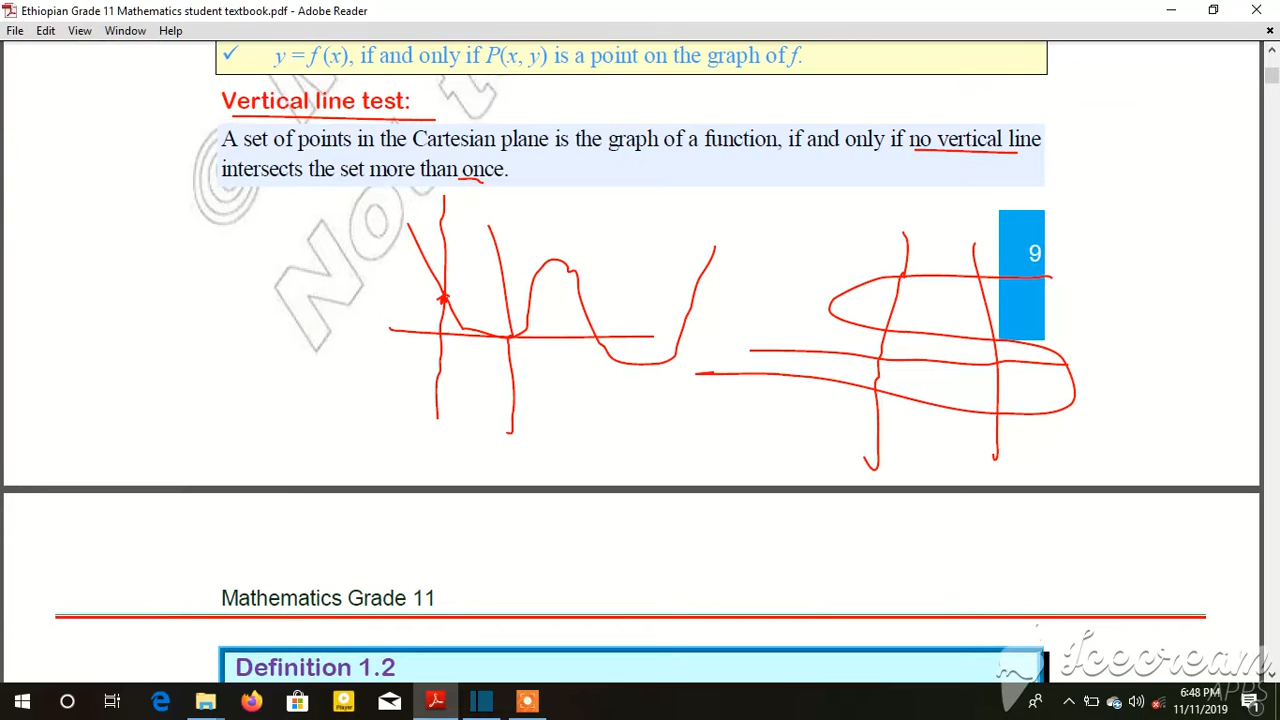 Ethiopian Grade 11 Mathematics student textbook.pdf - Adobe Reader
File Edit View Window Help
✓ y = f (x), if and only if P(x, y) is a point on the graph of f.
Vertical line test:
A set of points in the Cartesian plane is the graph of a function, if and only if no vertical line
intersects the set more than once.
9
Mathematics Grade 11
Definition 1.2
Icecream
APPS
Player
6:48 PM
11/11/2019